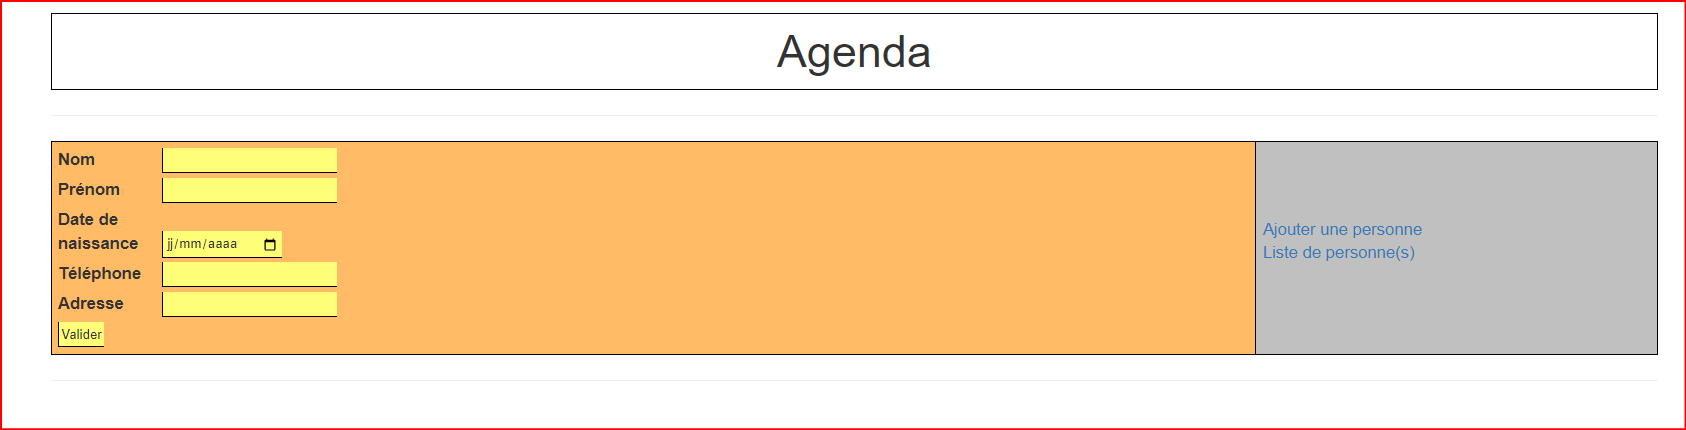 Agenda
Nom
Prénom
Date de
naissance
jj/mm/aaaa
Téléphone
Adresse
Valider
Ajouter une personne
Liste de personne(s)